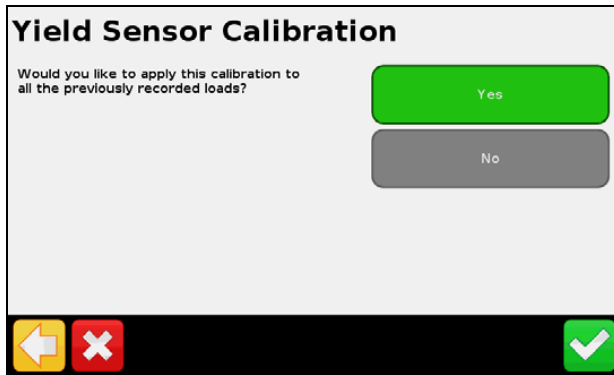 Yield Sensor Calibration
Would you like to apply this calibration to
all the previously recorded loads?
Yes
No